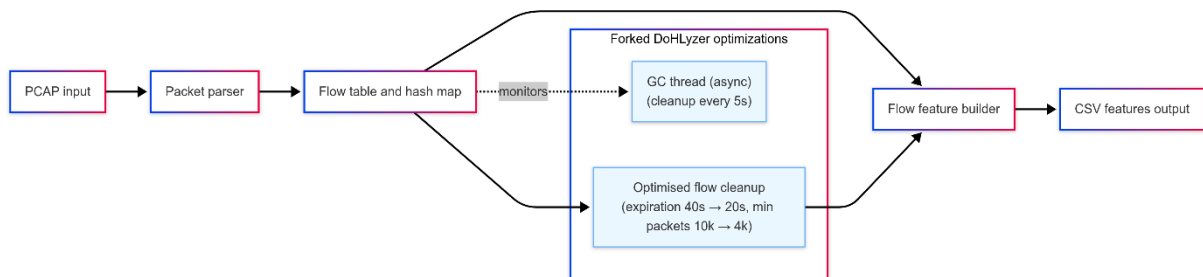 PCAP input
Packet parser
Flow table and hash map
monitors
Forked DoHLyzer optimizations
GC thread (async)
(cleanup every 5s)
Optimised flow cleanup
(expiration 40s → 20s, min
packets 10k → 4k)
Flow feature builder
CSV features output